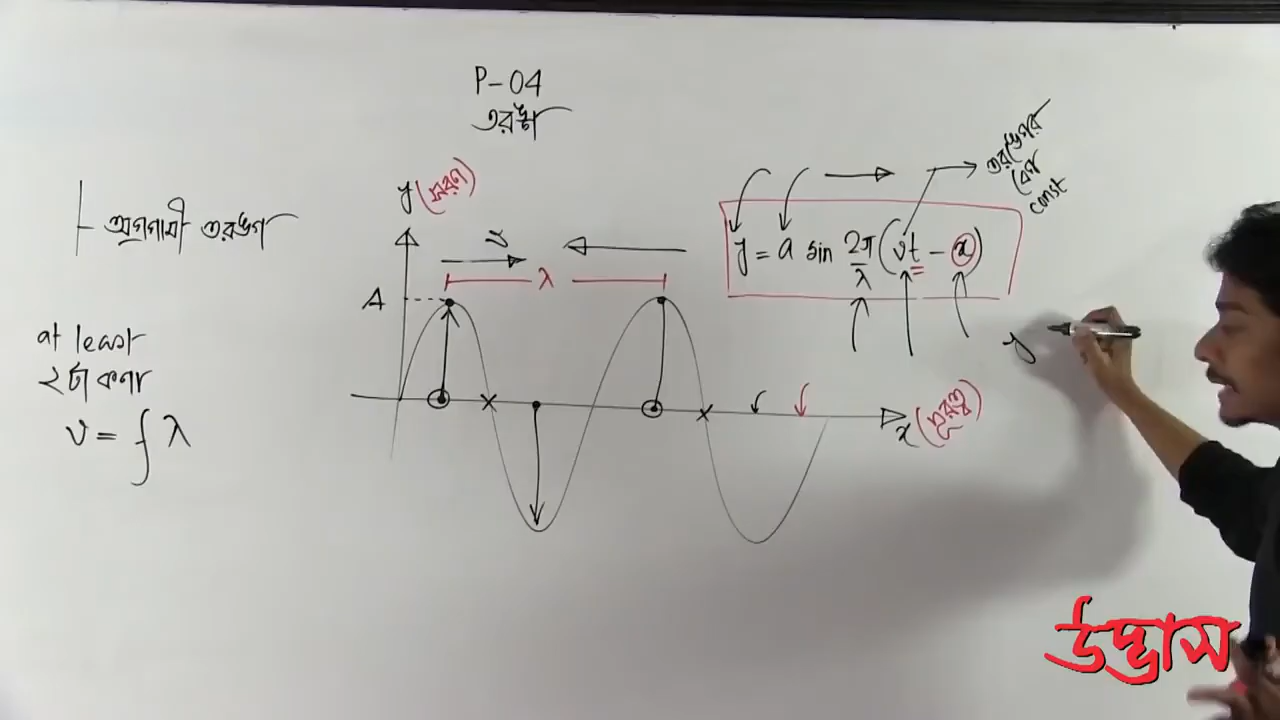 P-04
তরঙ্গ
অগ্রগামী তরঙ্গ
at least
২টা কণা
v = f λ
y (সরণ)
v
λ
A
x (দূরত্ব)
তরঙ্গের
বেগ
const
y = a sin 2π/λ (vt - x)
y
উদ্ভাস